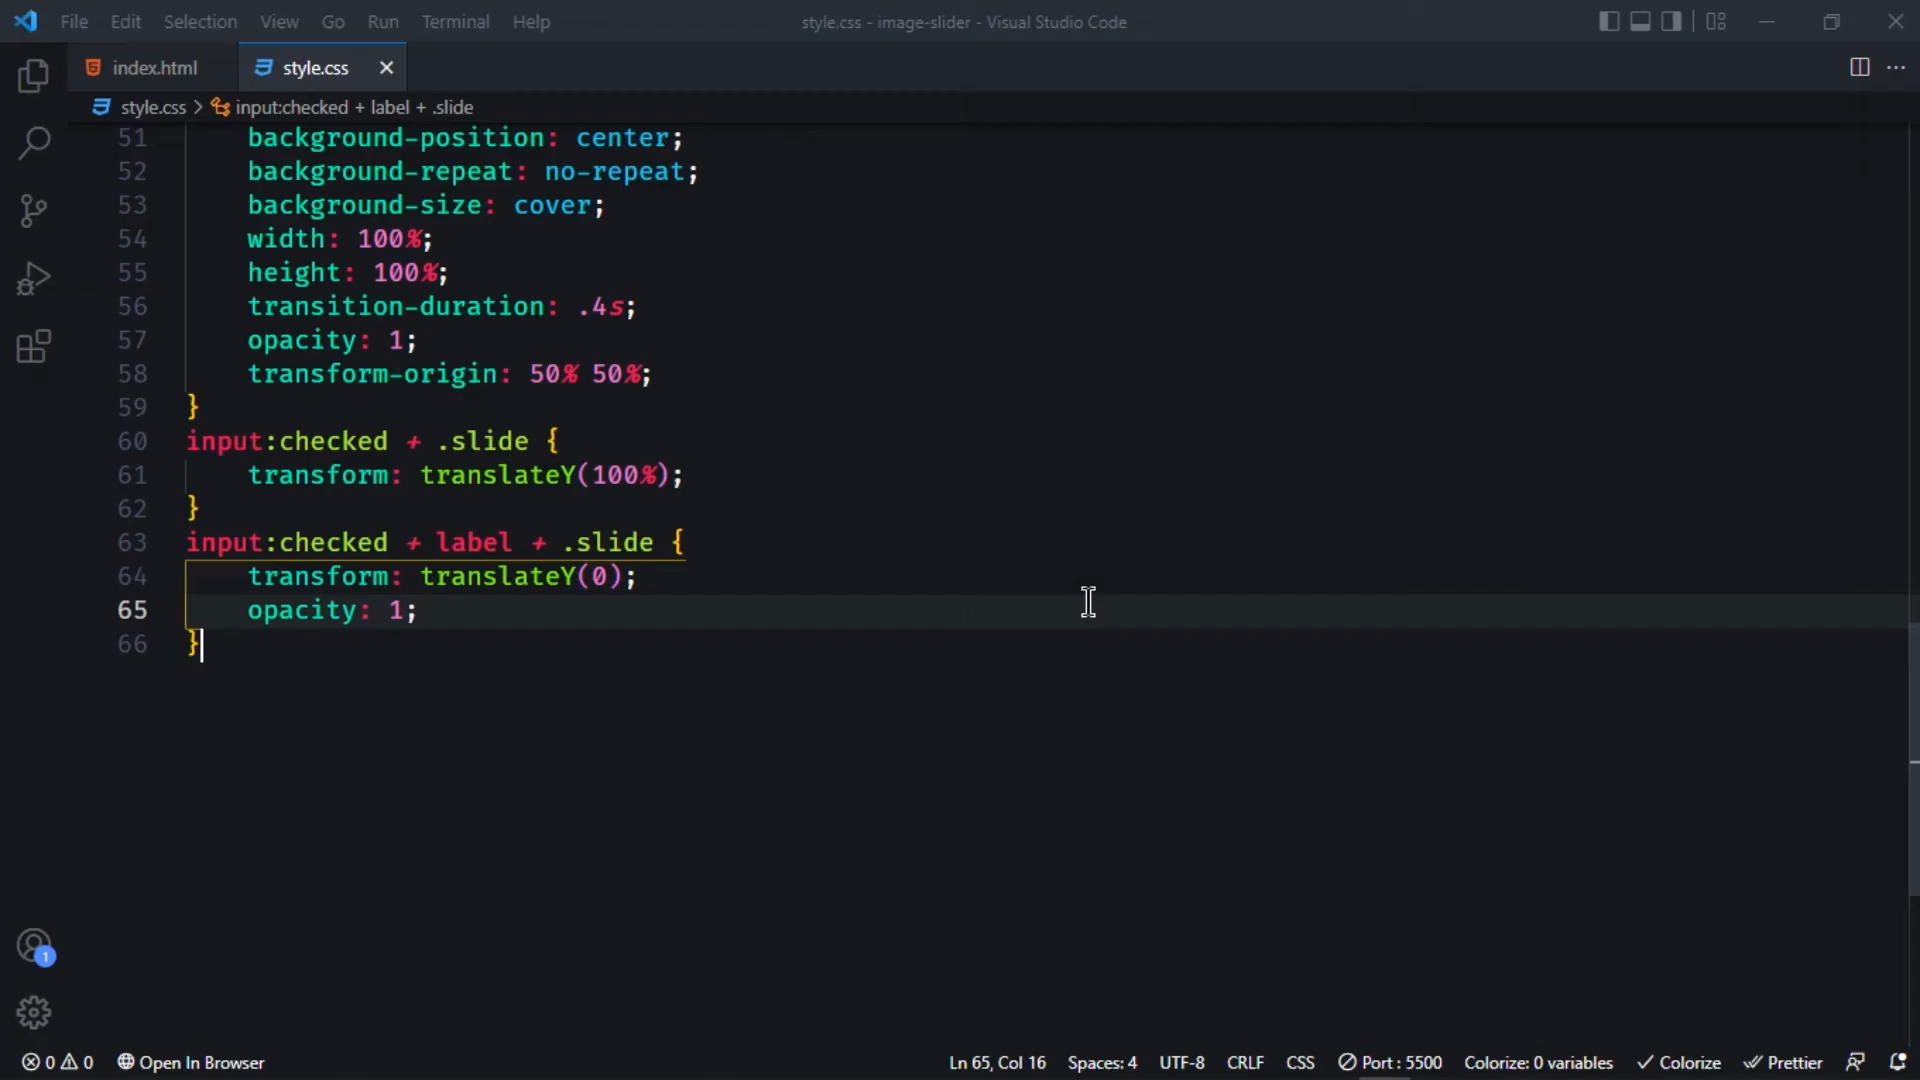 File Edit Selection View Go Run Terminal Help style.css - image-slider - Visual Studio Code
index.html style.css
style.css > input:checked + label + .slide
51 background-position: center;
52 background-repeat: no-repeat;
53 background-size: cover;
54 width: 100%;
55 height: 100%;
56 transition-duration: .4s;
57 opacity: 1;
58 transform-origin: 50% 50%;
59 }
60 input:checked + .slide {
61 transform: translateY(100%);
62 }
63 input:checked + label + .slide {
64 transform: translateY(0);
65 opacity: 1;
66 }
1
0 0 Open In Browser Ln 65, Col 16 Spaces: 4 UTF-8 CRLF CSS Port : 5500 Colorize: 0 variables Colorize Prettier